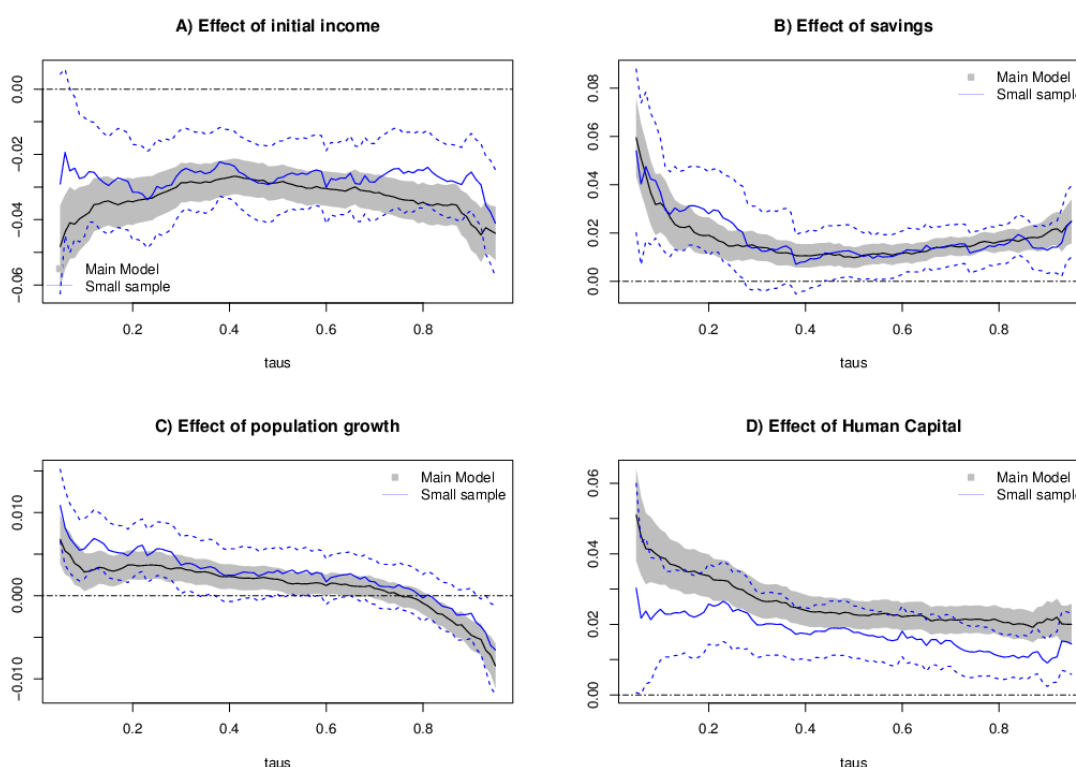 A) Effect of initial income
0.00
−0.02
−0.04
−0.06
Main Model
Small sample
0.2 0.4 0.6 0.8
taus
B) Effect of savings
0.08
0.06
0.04
0.02
0.00
Main Model
Small sample
0.2 0.4 0.6 0.8
taus
C) Effect of population growth
0.010
0.000
−0.010
Main Model
Small sample
0.2 0.4 0.6 0.8
taus
D) Effect of Human Capital
0.06
0.04
0.02
0.00
Main Model
Small sample
0.2 0.4 0.6 0.8
taus